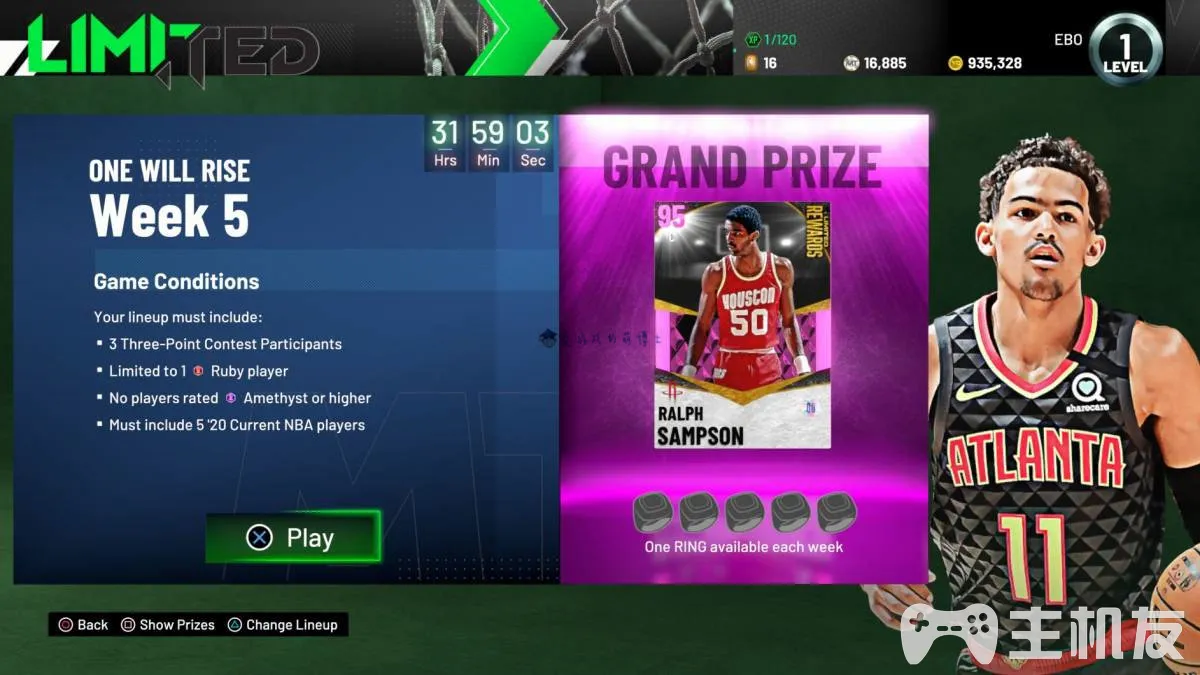 LIMITED
XP 1/120
16
MT 16,885
VC 935,328
EBO
1
LEVEL
ONE WILL RISE
Week 5
31 59 03
Hrs Min Sec
Game Conditions
Your lineup must include:
▪ 3 Three-Point Contest Participants
▪ Limited to 1 Ruby player
▪ No players rated Amethyst or higher
▪ Must include 5 '20 Current NBA players
Play
GRAND PRIZE
95
LIMITED
REWARDS
HOUSTON
50
RALPH
SAMPSON
One RING available each week
sharecare
ATLANTA
11
Back Show Prizes Change Lineup
主机友